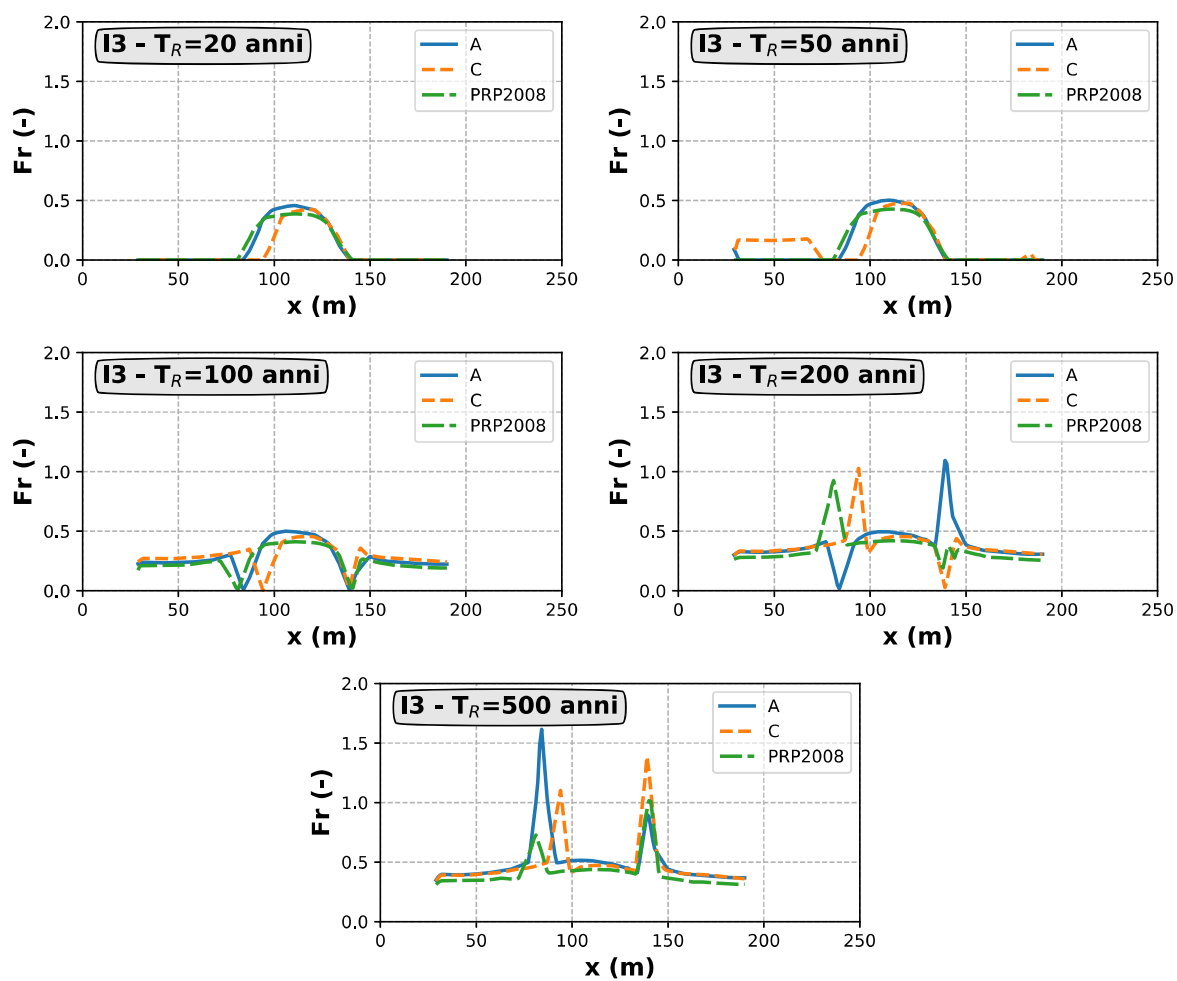 I3 - T_R=20 anni
A
C
PRP2008
Fr (-)
2.0
1.5
1.0
0.5
0.0
0 50 100 150 200 250
x (m)
I3 - T_R=50 anni
A
C
PRP2008
Fr (-)
2.0
1.5
1.0
0.5
0.0
0 50 100 150 200 250
x (m)
I3 - T_R=100 anni
A
C
PRP2008
Fr (-)
2.0
1.5
1.0
0.5
0.0
0 50 100 150 200 250
x (m)
I3 - T_R=200 anni
A
C
PRP2008
Fr (-)
2.0
1.5
1.0
0.5
0.0
0 50 100 150 200 250
x (m)
I3 - T_R=500 anni
A
C
PRP2008
Fr (-)
2.0
1.5
1.0
0.5
0.0
0 50 100 150 200 250
x (m)